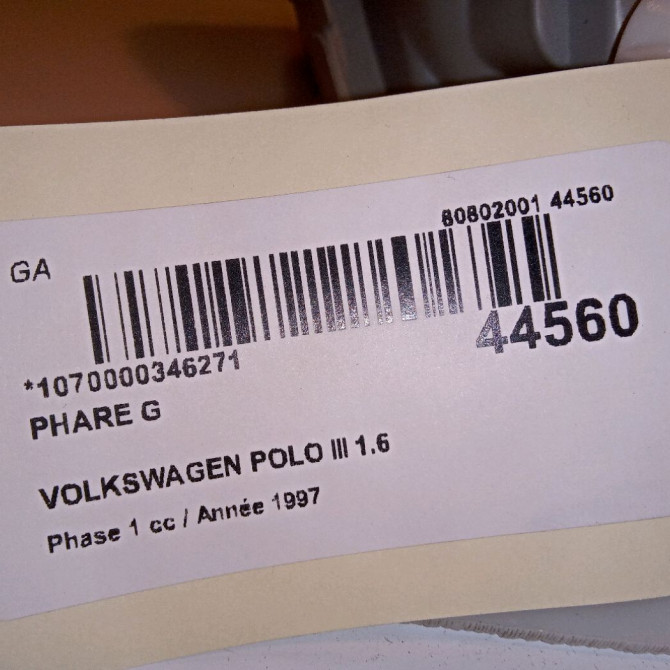 80802001 44560
GA
44560
*1070000346271
PHARE G
VOLKSWAGEN POLO III 1.6
Phase 1 cc / Année 1997